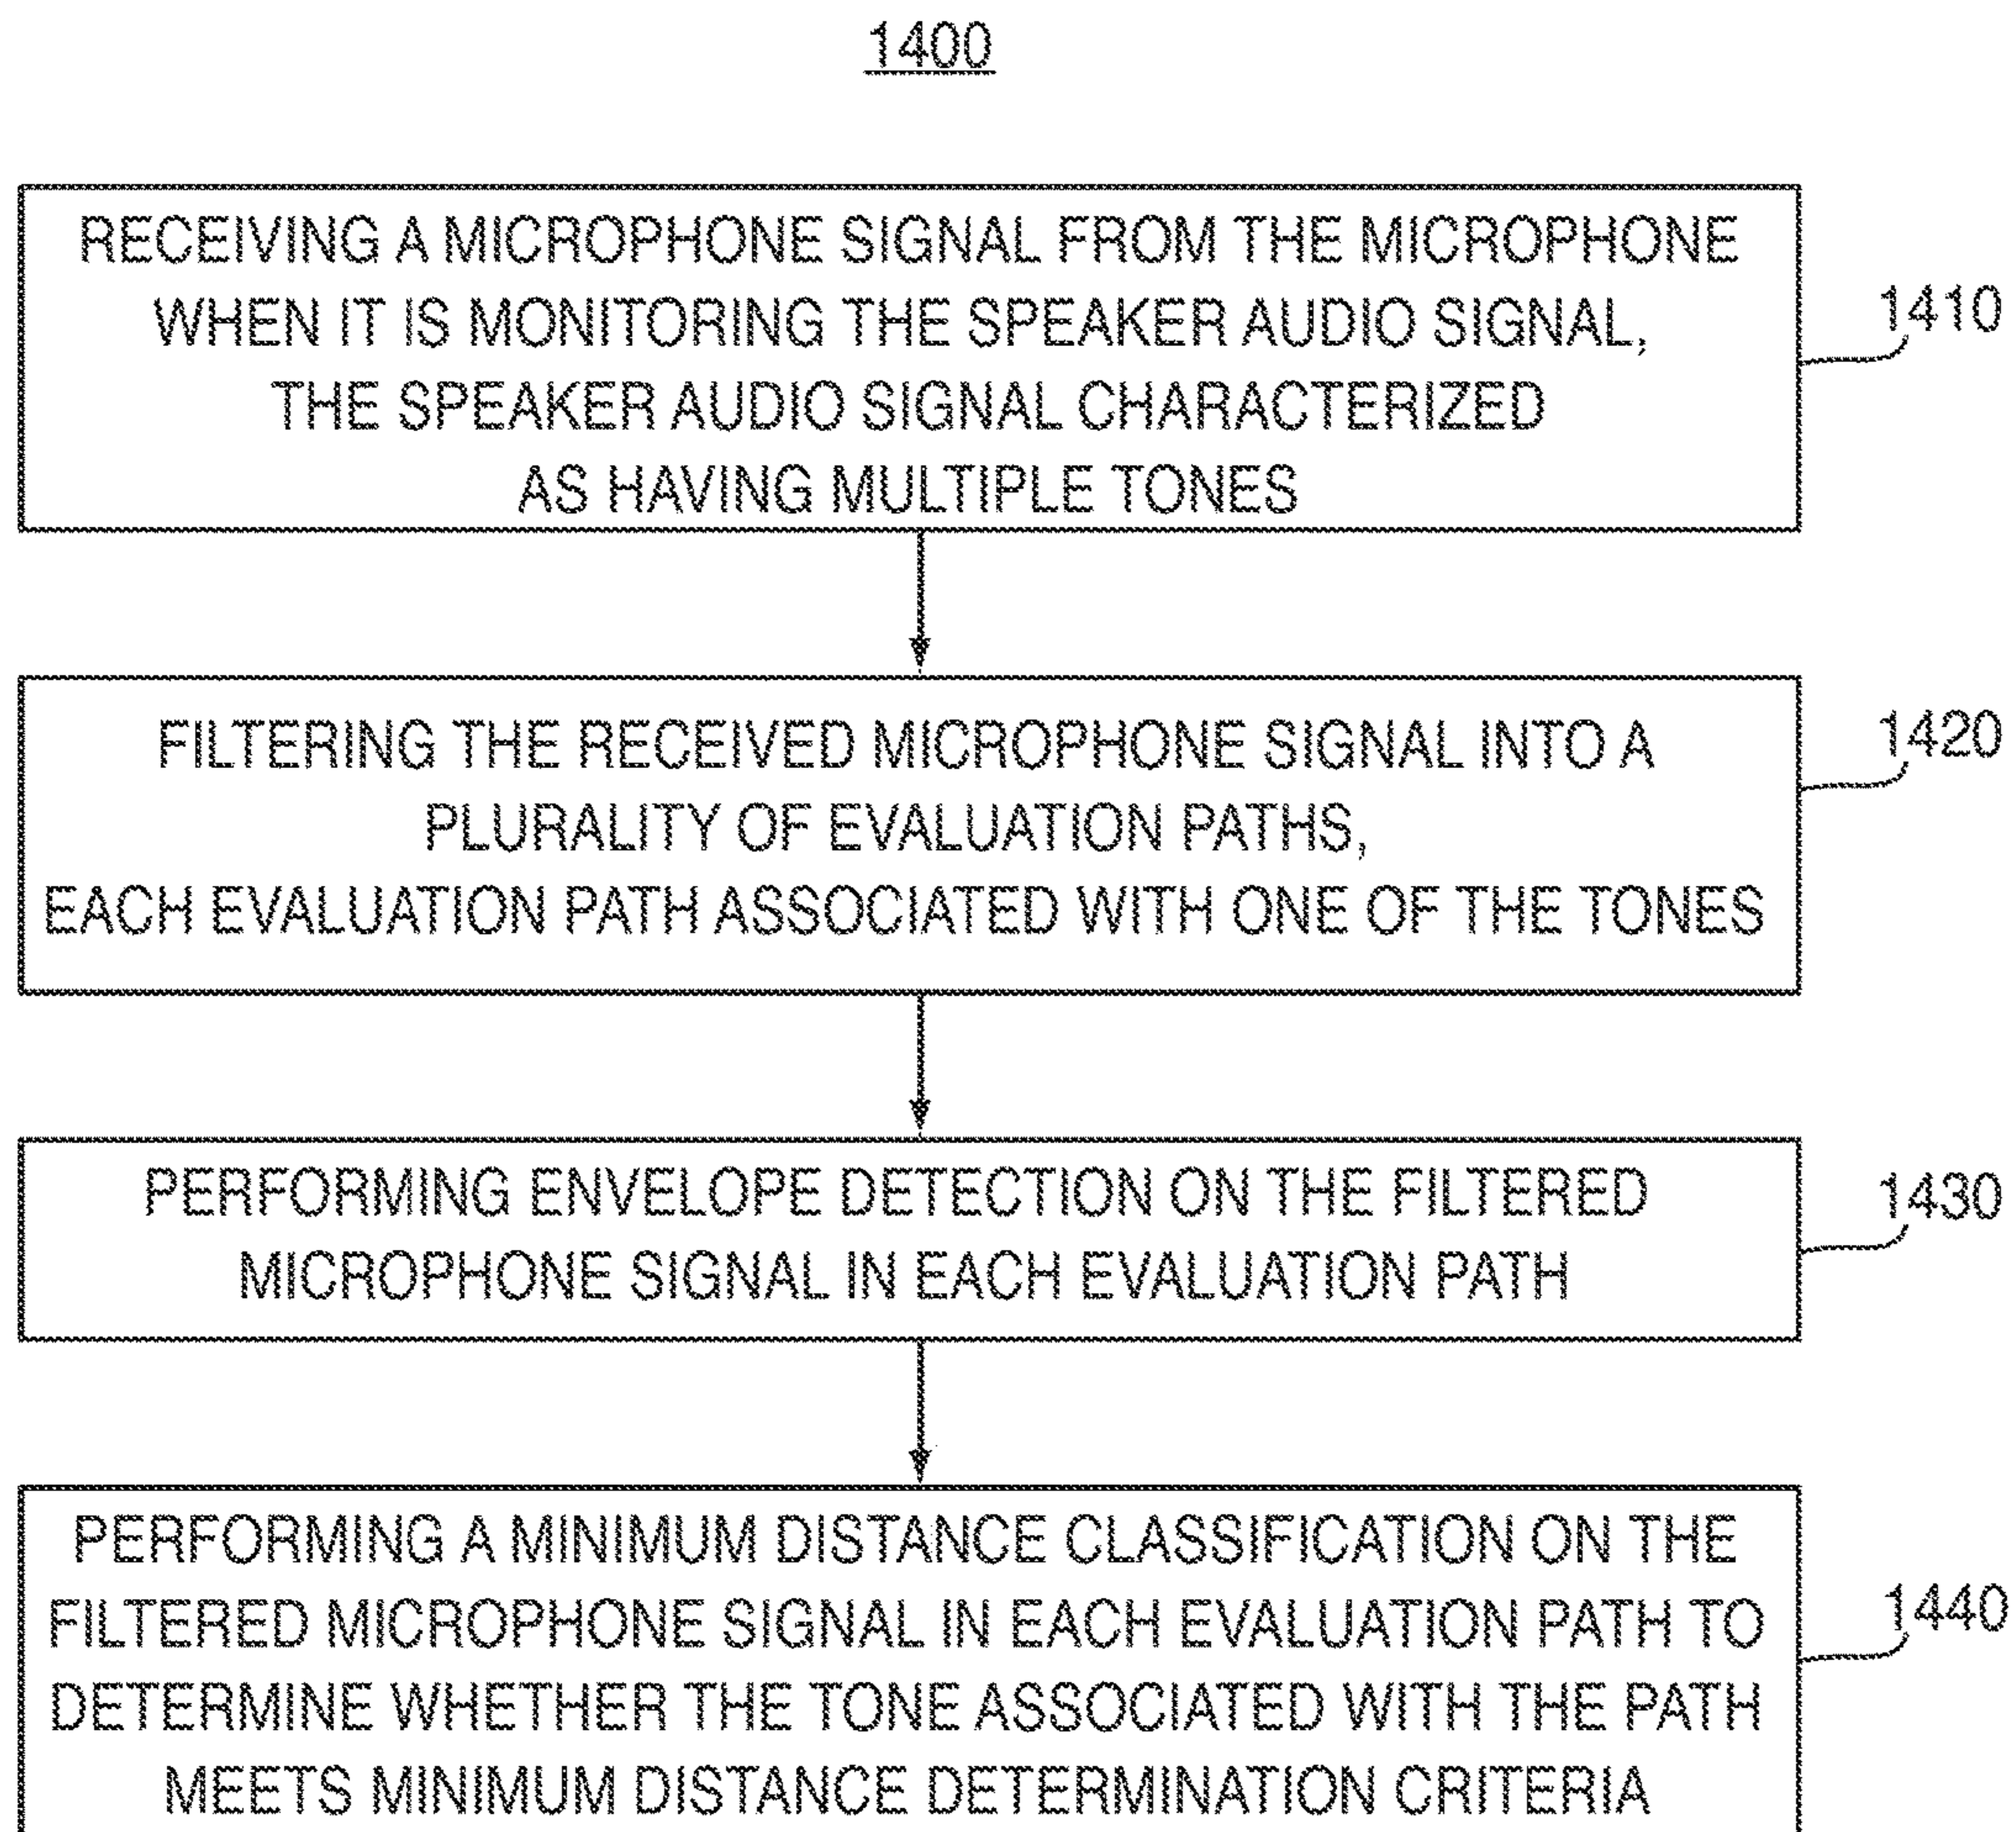 1400
RECEIVING A MICROPHONE SIGNAL FROM THE MICROPHONE
WHEN IT IS MONITORING THE SPEAKER AUDIO SIGNAL,
THE SPEAKER AUDIO SIGNAL CHARACTERIZED
AS HAVING MULTIPLE TONES
1410
FILTERING THE RECEIVED MICROPHONE SIGNAL INTO A
PLURALITY OF EVALUATION PATHS,
EACH EVALUATION PATH ASSOCIATED WITH ONE OF THE TONES
1420
PERFORMING ENVELOPE DETECTION ON THE FILTERED
MICROPHONE SIGNAL IN EACH EVALUATION PATH
1430
PERFORMING A MINIMUM DISTANCE CLASSIFICATION ON THE
FILTERED MICROPHONE SIGNAL IN EACH EVALUATION PATH TO
DETERMINE WHETHER THE TONE ASSOCIATED WITH THE PATH
MEETS MINIMUM DISTANCE DETERMINATION CRITERIA
1440